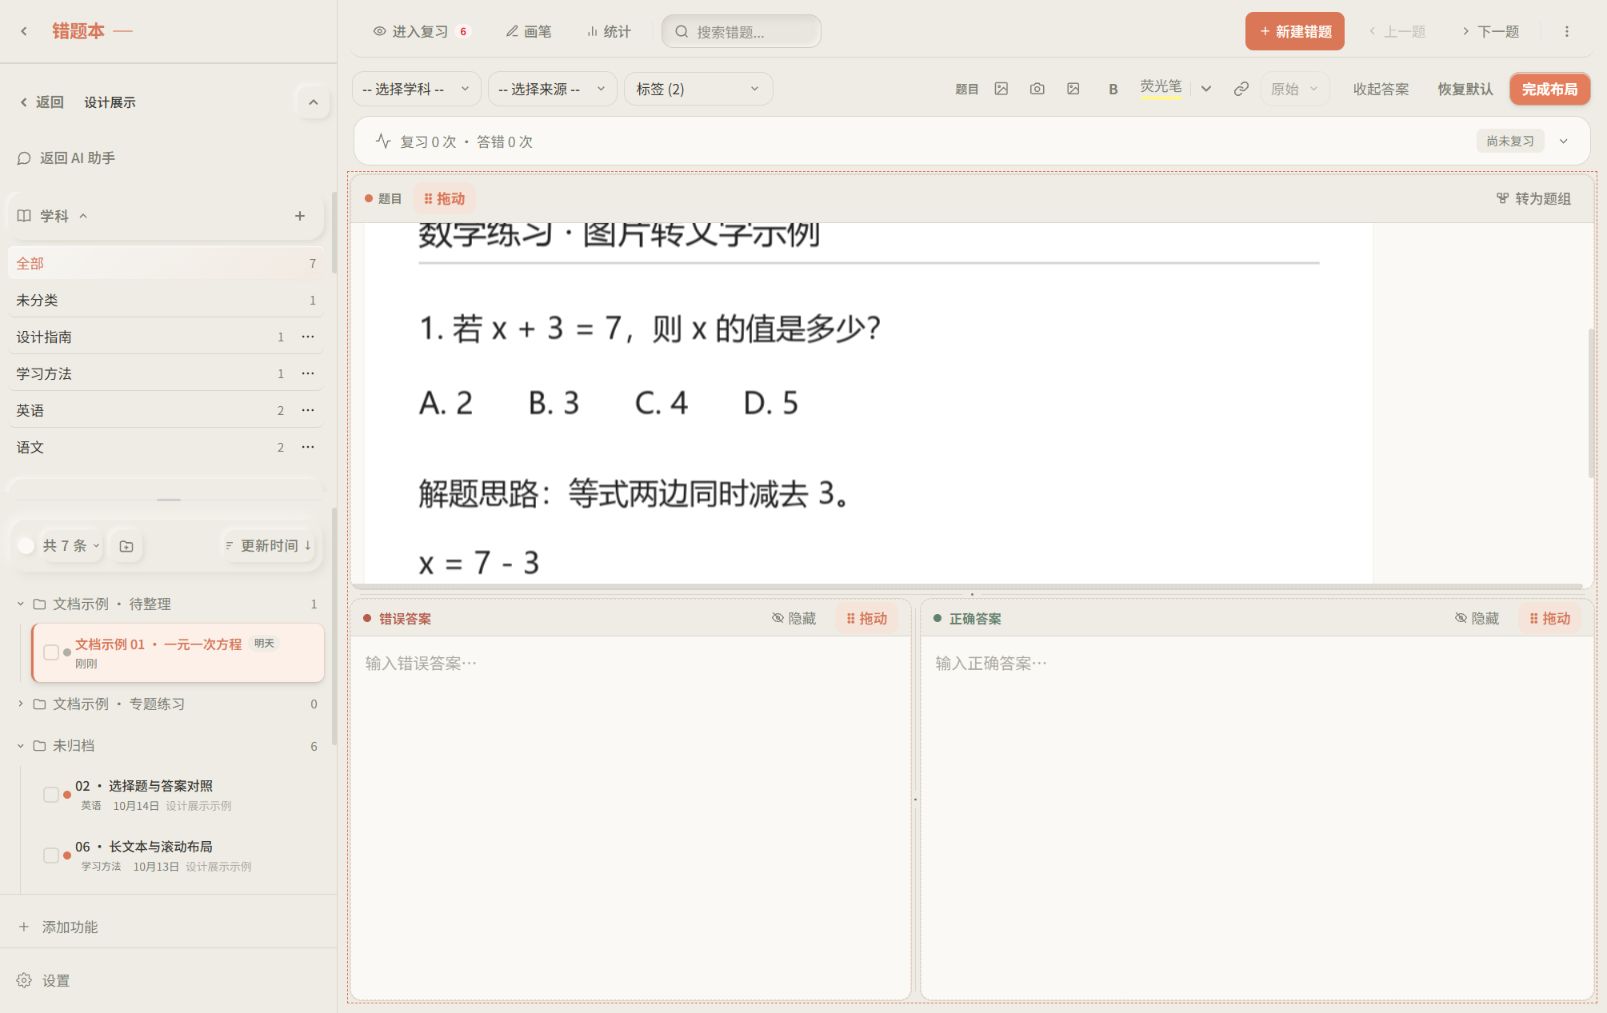 错题本 —
进入复习 6
画笔
统计
搜索错题...
+ 新建错题
上一题
下一题
返回 设计展示
返回 AI 助手
学科
全部 7
未分类 1
设计指南 1 ···
学习方法 1 ···
英语 2 ···
语文 2 ···
共 7 条
更新时间 ↓
文档示例 · 待整理 1
文档示例 01 · 一元一次方程 明天
刚刚
文档示例 · 专题练习 0
未归档 6
02 · 选择题与答案对照
英语 10月14日 设计展示示例
06 · 长文本与滚动布局
学习方法 10月13日 设计展示示例
+ 添加功能
设置
-- 选择学科 --
-- 选择来源 --
标签 (2)
题目
B
荧光笔
原始
收起答案
恢复默认
完成布局
复习 0 次 · 答错 0 次
尚未复习
题目
拖动
转为题组
数学练习 · 图片转文字示例
1. 若 x + 3 = 7，则 x 的值是多少？
A. 2 B. 3 C. 4 D. 5
解题思路：等式两边同时减去 3。
x = 7 - 3
错误答案
隐藏
拖动
输入错误答案···
正确答案
隐藏
拖动
输入正确答案···